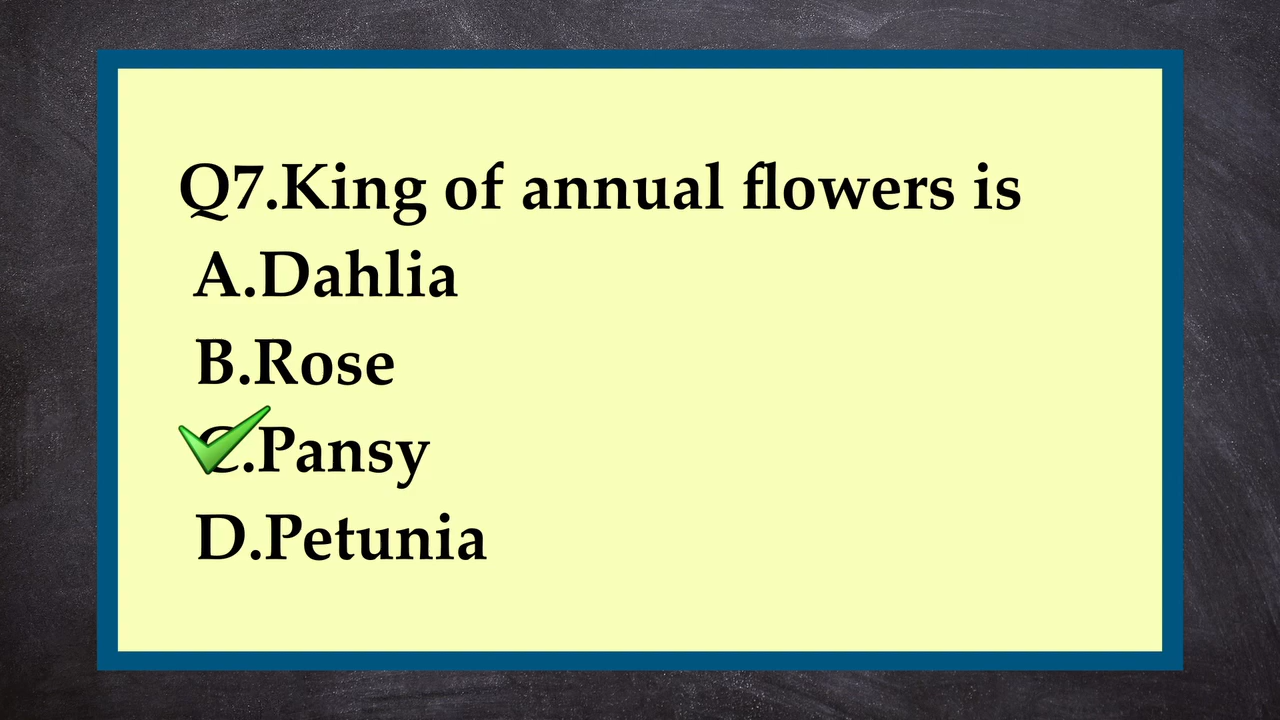 Q7.King of annual flowers is
A.Dahlia
B.Rose
C.Pansy
D.Petunia